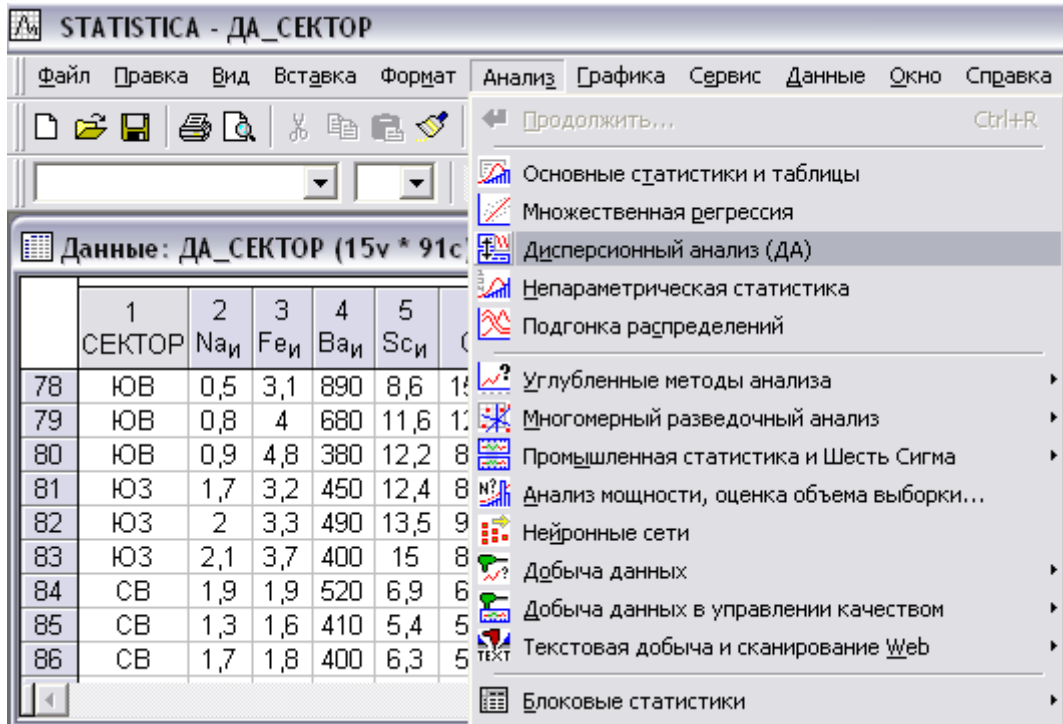 STATISTICA - ДА_СЕКТОР
Файл Правка Вид Вставка Формат Анализ Графика Сервис Данные Окно Справка
Продолжить... Ctrl+R
Основные статистики и таблицы
Множественная регрессия
Дисперсионный анализ (ДА)
Непараметрическая статистика
Подгонка распределений
Углубленные методы анализа
Многомерный разведочный анализ
Промышленная статистика и Шесть Сигма
Анализ мощности, оценка объема выборки...
Нейронные сети
Добыча данных
Добыча данных в управлении качеством
Текстовая добыча и сканирование Web
Блоковые статистики
Данные: ДА_СЕКТОР (15v * 91c)
1 2 3 4 5
СЕКТОР Naи Feи Baи Scи
78 ЮВ 0,5 3,1 890 8,6
79 ЮВ 0,8 4 680 11,6
80 ЮВ 0,9 4,8 380 12,2
81 ЮЗ 1,7 3,2 450 12,4
82 ЮЗ 2 3,3 490 13,5
83 ЮЗ 2,1 3,7 400 15
84 СВ 1,9 1,9 520 6,9
85 СВ 1,3 1,6 410 5,4
86 СВ 1,7 1,8 400 6,3